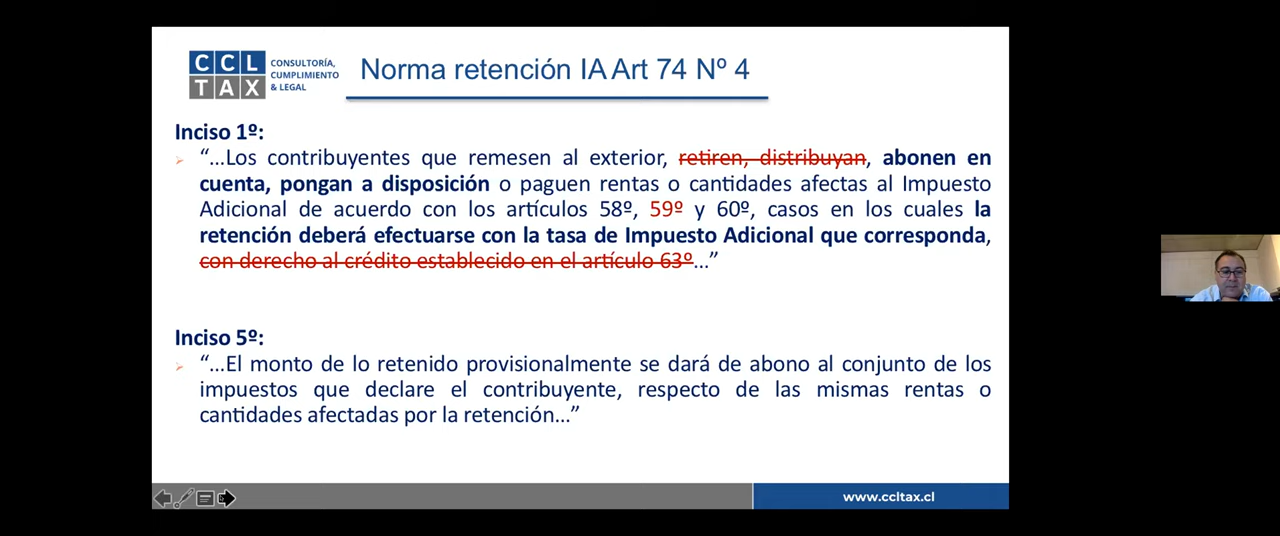 CCL TAX
CONSULTORÍA,
CUMPLIMIENTO
& LEGAL
Norma retención IA Art 74 Nº 4
Inciso 1º:
“...Los contribuyentes que remesen al exterior, retiren, distribuyan, abonen en
cuenta, pongan a disposición o paguen rentas o cantidades afectas al Impuesto
Adicional de acuerdo con los artículos 58º, 59º y 60º, casos en los cuales la
retención deberá efectuarse con la tasa de Impuesto Adicional que corresponda,
con derecho al crédito establecido en el artículo 63º...”
Inciso 5º:
“...El monto de lo retenido provisionalmente se dará de abono al conjunto de los
impuestos que declare el contribuyente, respecto de las mismas rentas o
cantidades afectadas por la retención...”
www.ccltax.cl